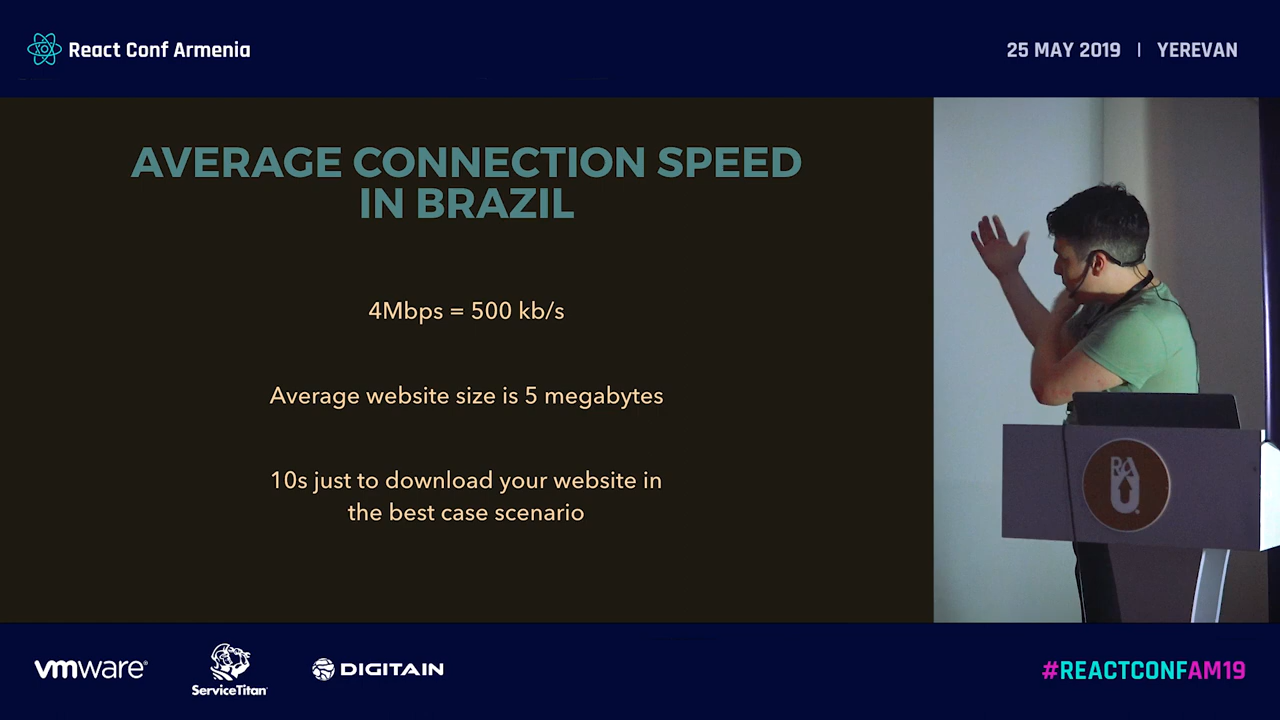 React Conf Armenia
25 MAY 2019 | YEREVAN
AVERAGE CONNECTION SPEED
IN BRAZIL
4Mbps = 500 kb/s
Average website size is 5 megabytes
10s just to download your website in
the best case scenario
vmware®
ServiceTitan
DIGITAIN
#REACTCONFAM19